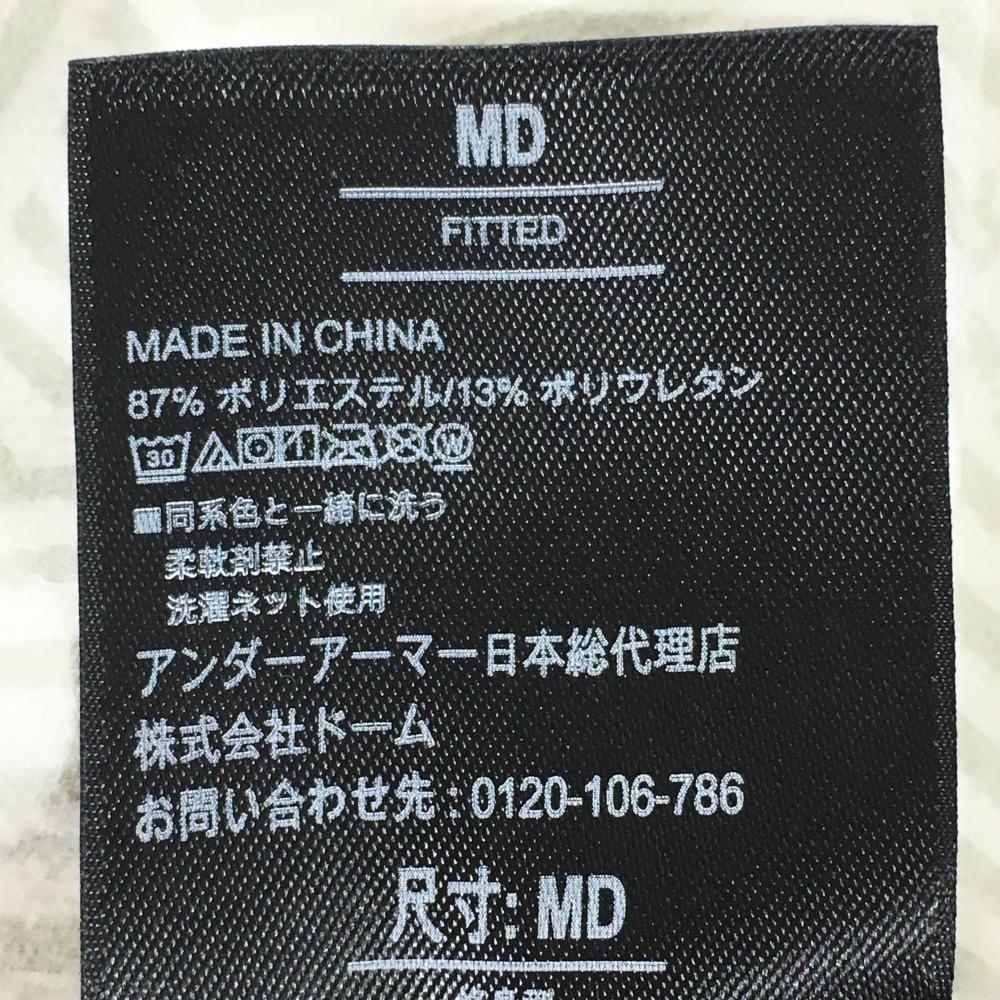 MD
FITTED
MADE IN CHINA
87% ポリエステル/13% ポリウレタン
30 W
■同系色と一緒に洗う
柔軟剤禁止
洗濯ネット使用
アンダーアーマー日本総代理店
株式会社ドーム
お問い合わせ先:0120-106-786
尺寸: MD